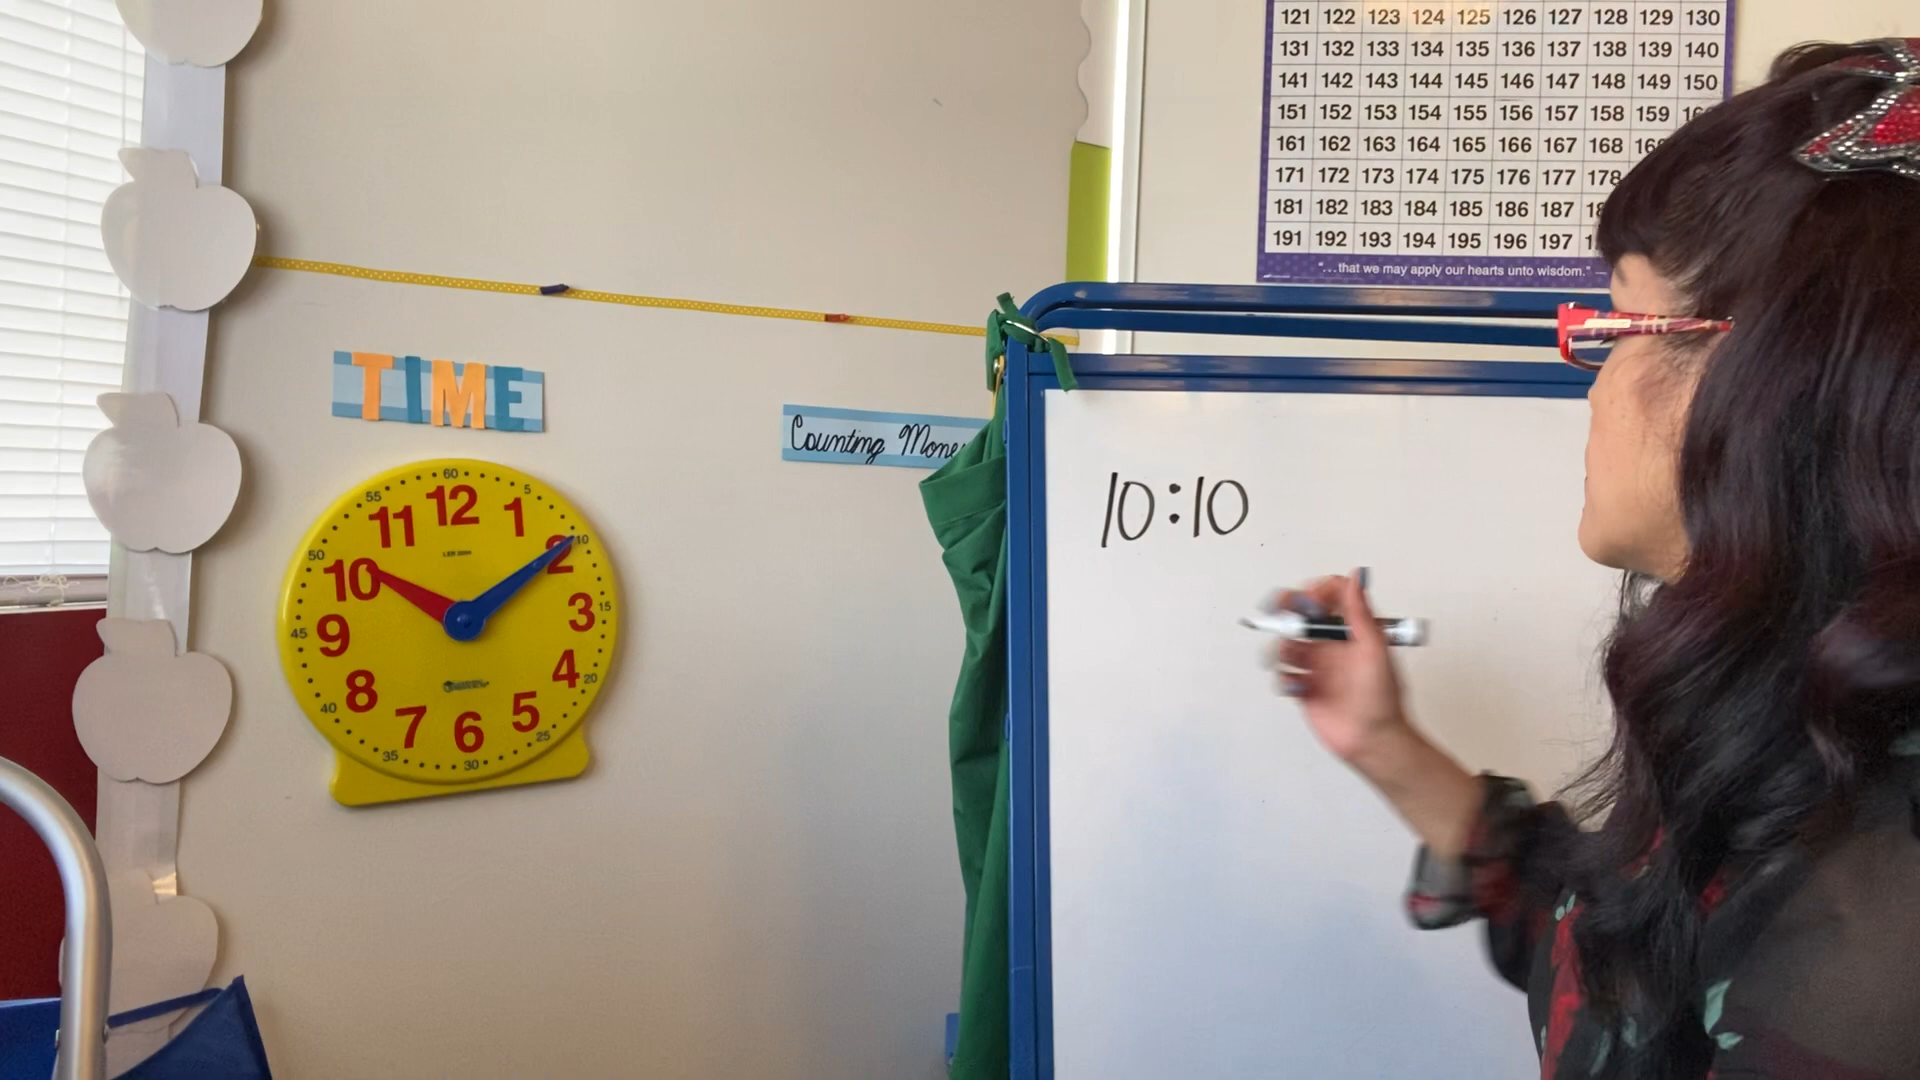 121 122 123 124 125 126 127 128 129 130
131 132 133 134 135 136 137 138 139 140
141 142 143 144 145 146 147 148 149 150
151 152 153 154 155 156 157 158 159
161 162 163 164 165 166 167 168
171 172 173 174 175 176 177 178
181 182 183 184 185 186 187
191 192 193 194 195 196 197
"...that we may apply our hearts unto wisdom." —
TIME
Counting
10:10
60
5
10
15
20
25
30
35
40
45
50
55
12
1
2
3
4
5
6
7
8
9
10
11